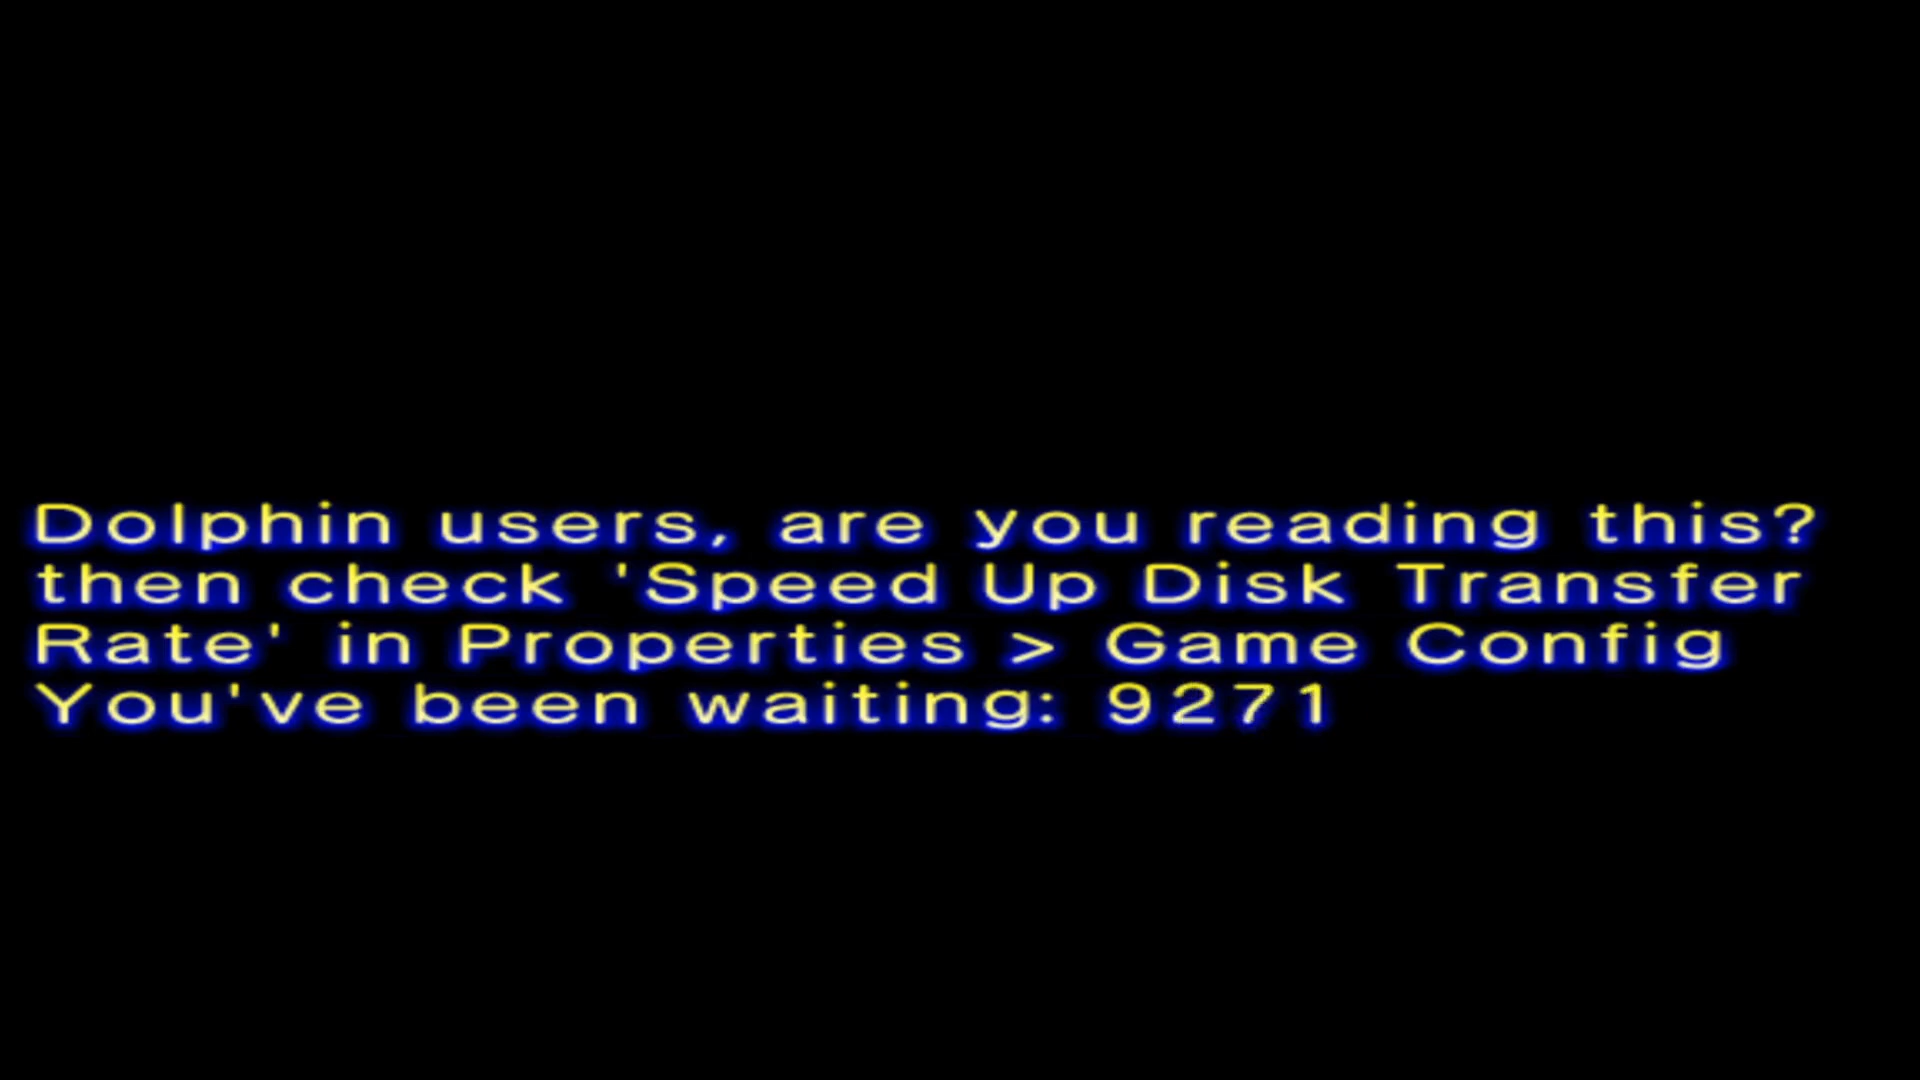 Dolphin users, are you reading this?
then check 'Speed Up Disk Transfer
Rate' in Properties > Game Config
You've been waiting: 9271